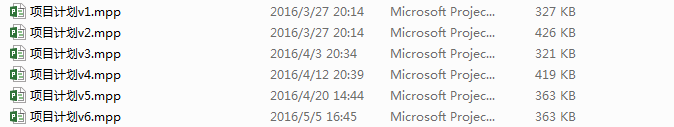 项目计划v1.mpp 2016/3/27 20:14 Microsoft Projec... 327 KB
项目计划v2.mpp 2016/3/27 20:14 Microsoft Projec... 426 KB
项目计划v3.mpp 2016/4/3 20:34 Microsoft Projec... 321 KB
项目计划v4.mpp 2016/4/12 20:39 Microsoft Projec... 419 KB
项目计划v5.mpp 2016/4/20 14:44 Microsoft Projec... 363 KB
项目计划v6.mpp 2016/5/5 16:45 Microsoft Projec... 363 KB